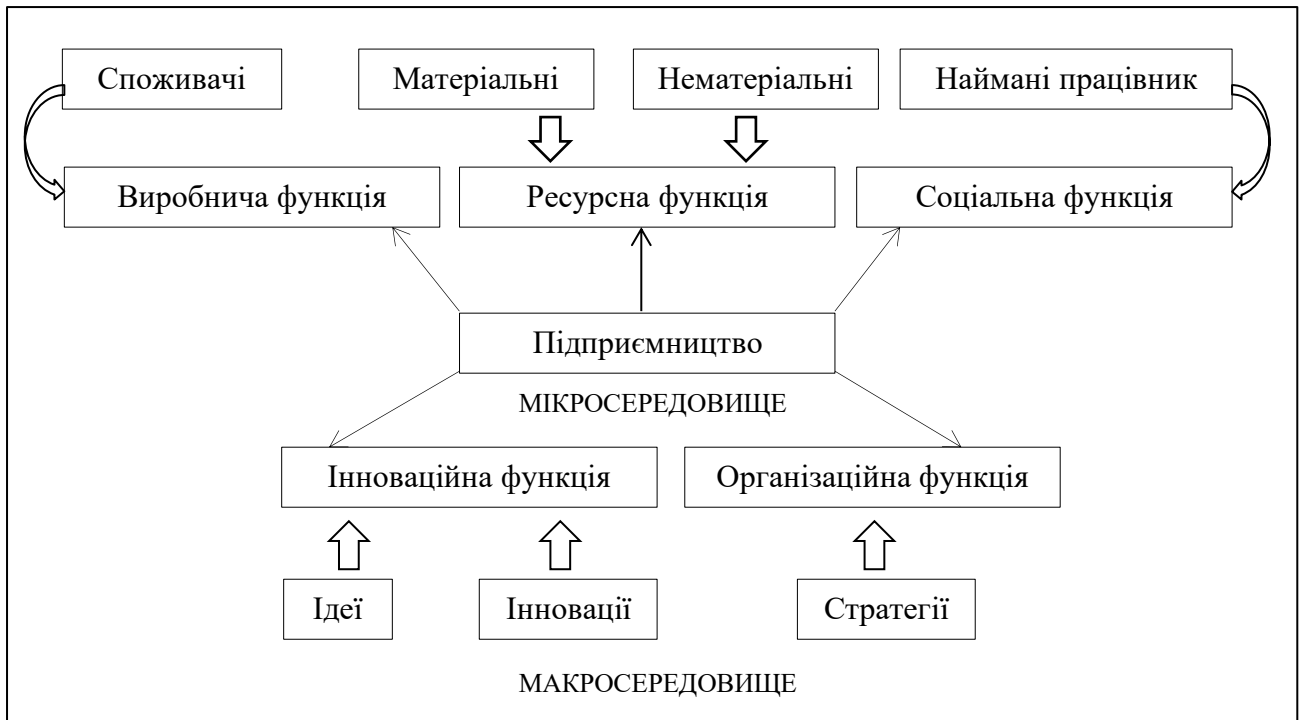 Споживачі
Матеріальні
Нематеріальні
Наймані працівник
Виробнича функція
Ресурсна функція
Соціальна функція
Підприємництво
МІКРОСЕРЕДОВИЩЕ
Інноваційна функція
Організаційна функція
Ідеї
Інновації
Стратегії
МАКРОСЕРЕДОВИЩЕ